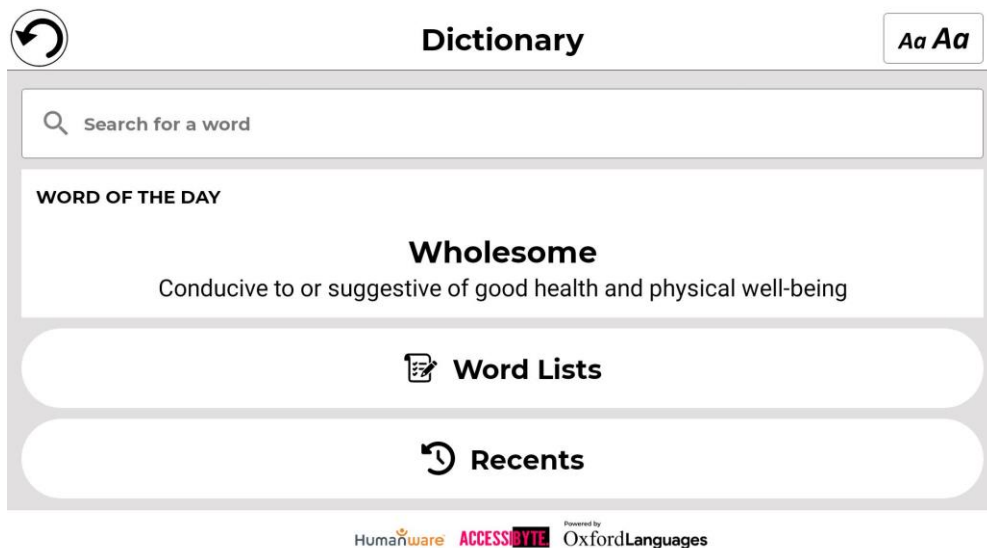 Dictionary
Aa Aa
Search for a word
WORD OF THE DAY
Wholesome
Conducive to or suggestive of good health and physical well-being
Word Lists
Recents
Powered by
Humanware ACCESSIBYTE. OxfordLanguages